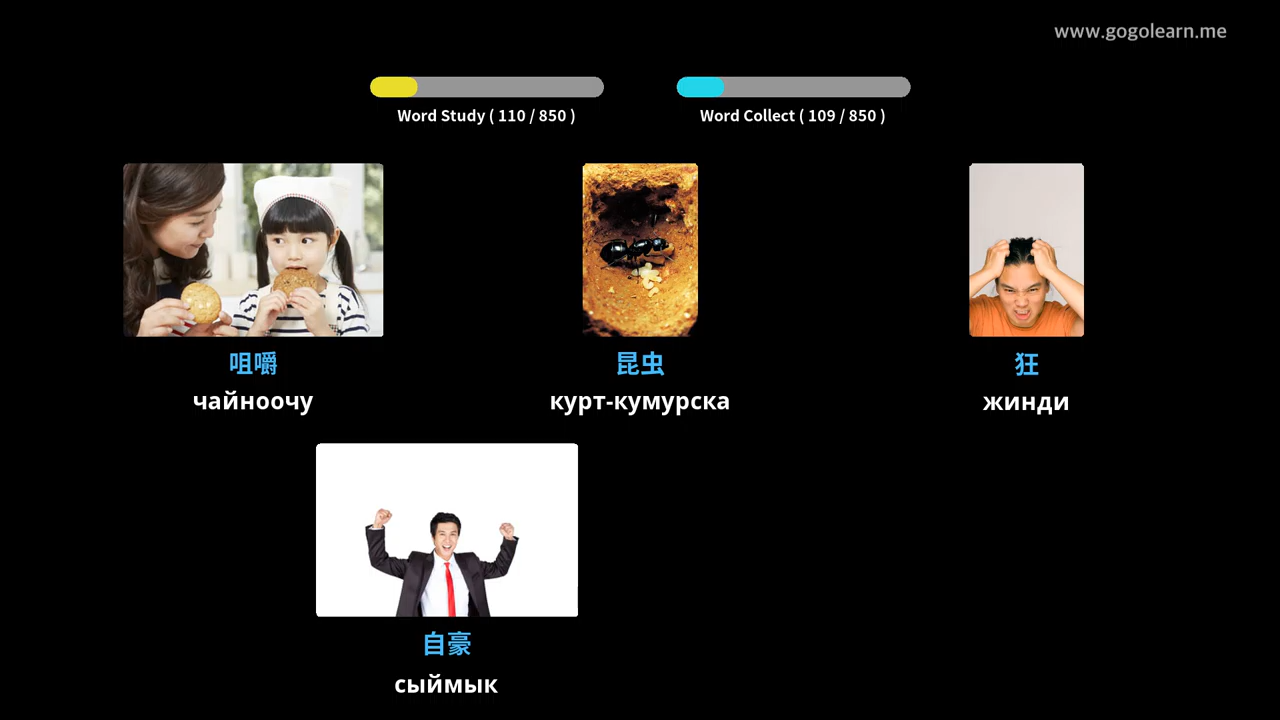 www.gogolearn.me
Word Study ( 110 / 850 )
Word Collect ( 109 / 850 )
咀嚼
чайноочу
昆虫
курт-кумурска
狂
жинди
自豪
сыймык